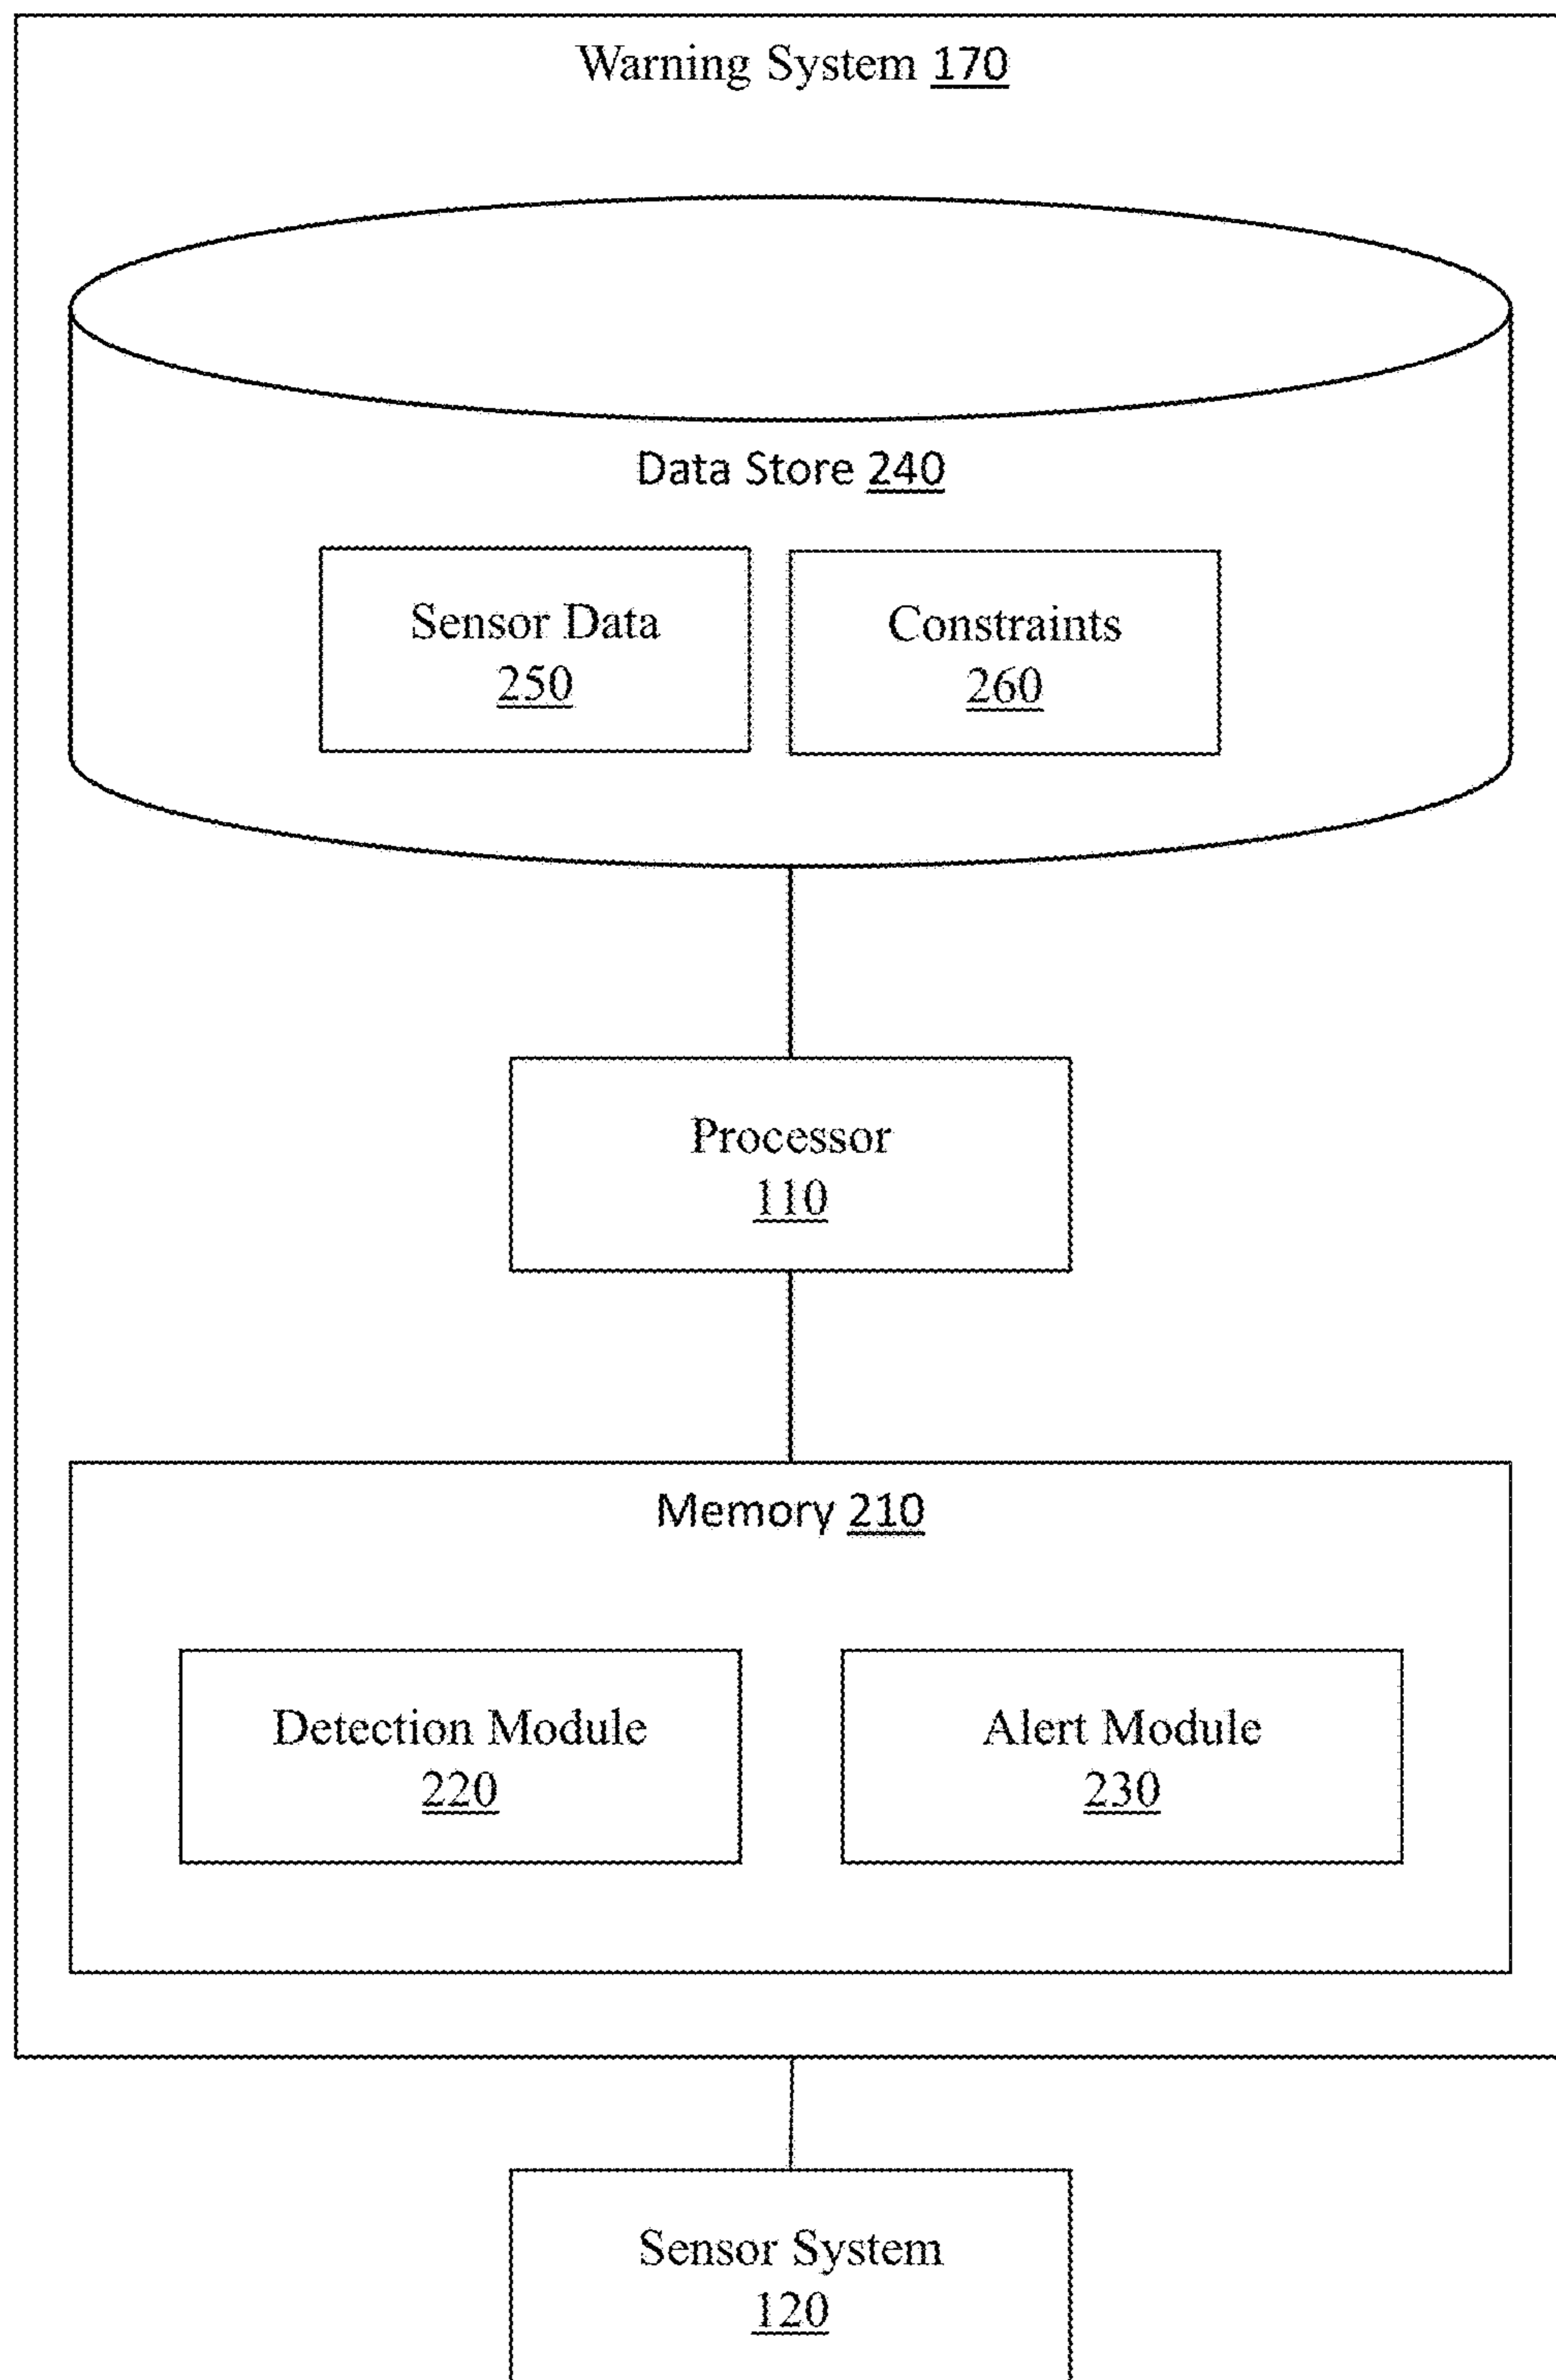 Warning System 170
Data Store 240
Sensor Data
250
Constraints
260
Processor
110
Memory 210
Detection Module
220
Alert Module
230
Sensor System
120